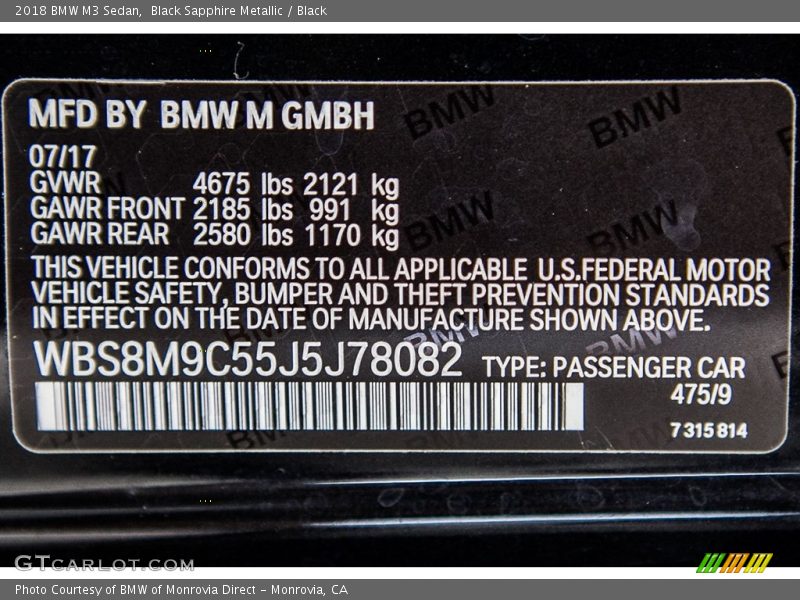 2018 BMW M3 Sedan,  Black Sapphire Metallic / Black
MFD BY BMW M GMBH
07/17
GVWR 4675 lbs 2121 kg
GAWR FRONT 2185 lbs 991 kg
GAWR REAR 2580 lbs 1170 kg
THIS VEHICLE CONFORMS TO ALL APPLICABLE U.S.FEDERAL MOTOR
VEHICLE SAFETY, BUMPER AND THEFT PREVENTION STANDARDS
IN EFFECT ON THE DATE OF MANUFACTURE SHOWN ABOVE.
WBS8M9C55J5J78082 TYPE: PASSENGER CAR
475/9
7 315 814
GTCARLOT.COM
Photo Courtesy of BMW of Monrovia Direct - Monrovia, CA